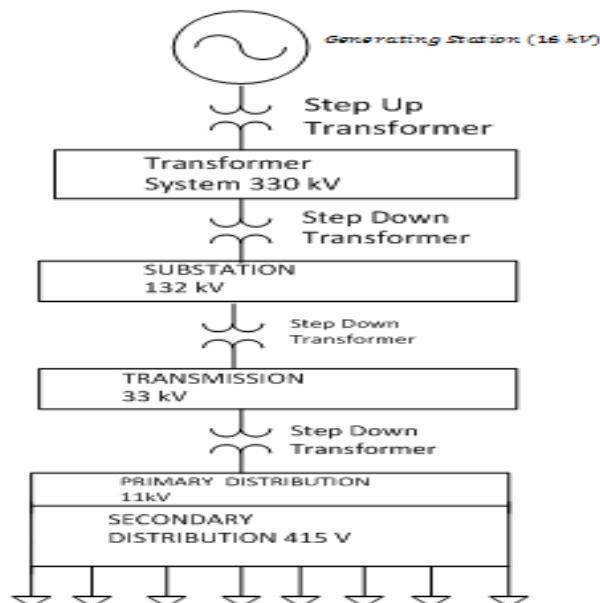 Generating Station (16 kV)
Step Up
Transformer
Transformer
System 330 kV
Step Down
Transformer
SUBSTATION
132 kV
Step Down
Transformer
TRANSMISSION
33 kV
Step Down
Transformer
PRIMARY DISTRIBUTION
11kV
SECONDARY
DISTRIBUTION 415 V